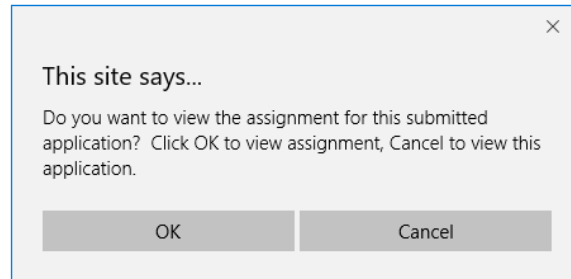 This site says...
Do you want to view the assignment for this submitted
application?  Click OK to view assignment, Cancel to view this
application.
OK
Cancel